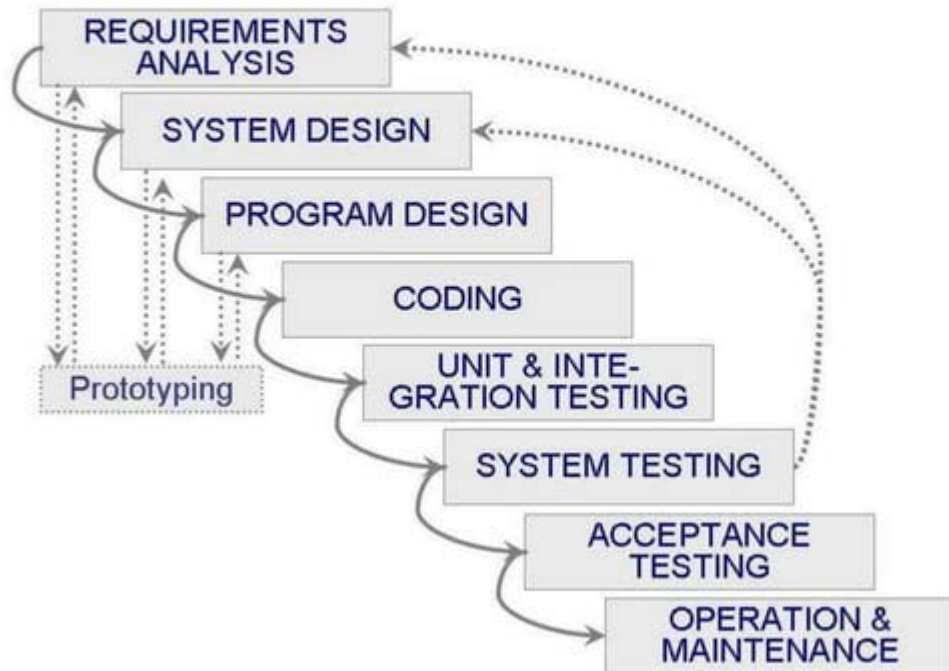 REQUIREMENTS
ANALYSIS
SYSTEM DESIGN
PROGRAM DESIGN
CODING
UNIT & INTE-
GRATION TESTING
Prototyping
SYSTEM TESTING
ACCEPTANCE
TESTING
OPERATION &
MAINTENANCE